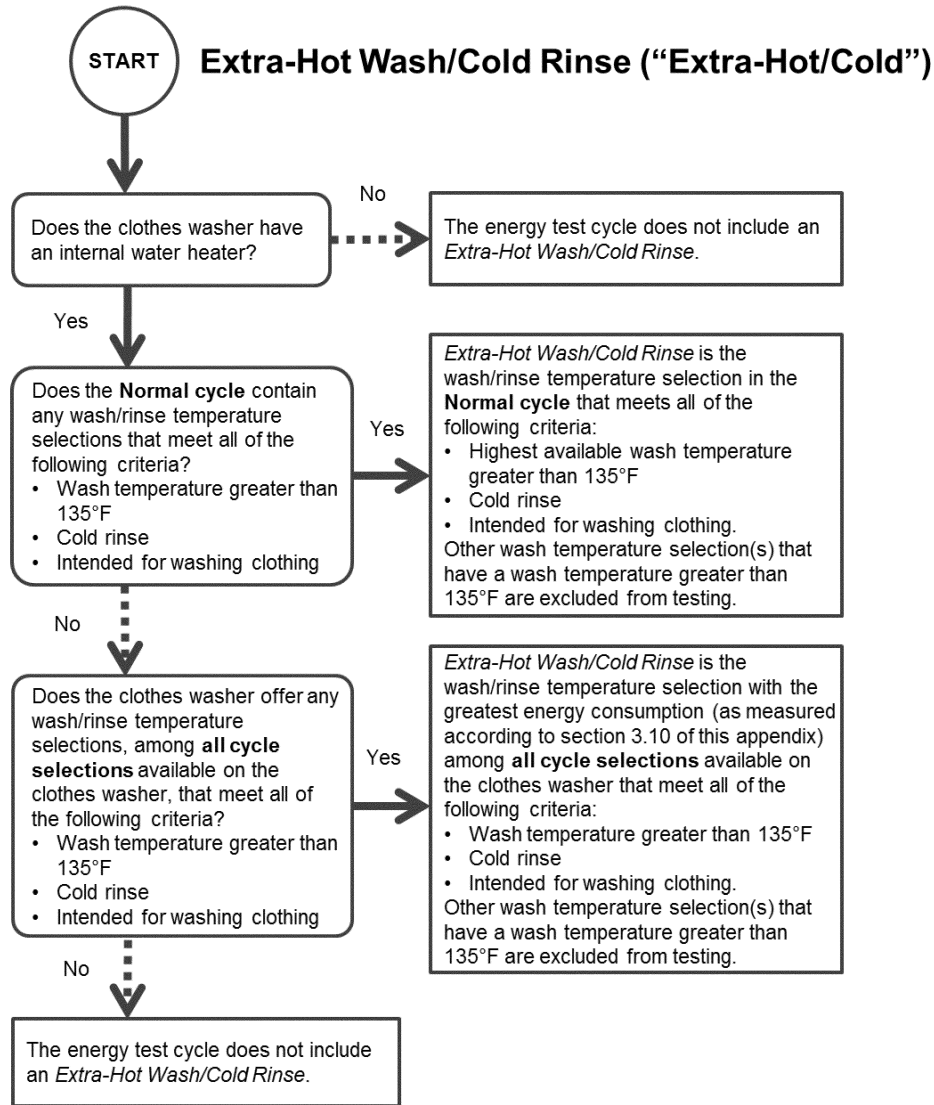 START
Extra-Hot Wash/Cold Rinse (“Extra-Hot/Cold”)
Does the clothes washer have
an internal water heater?
No
The energy test cycle does not include an
Extra-Hot Wash/Cold Rinse.
Yes
Does the Normal cycle contain
any wash/rinse temperature
selections that meet all of the
following criteria?
• Wash temperature greater than
135°F
• Cold rinse
• Intended for washing clothing
Yes
Extra-Hot Wash/Cold Rinse is the
wash/rinse temperature selection in the
Normal cycle that meets all of the
following criteria:
• Highest available wash temperature
greater than 135°F
• Cold rinse
• Intended for washing clothing.
Other wash temperature selection(s) that
have a wash temperature greater than
135°F are excluded from testing.
No
Does the clothes washer offer any
wash/rinse temperature
selections, among all cycle
selections available on the
clothes washer, that meet all of
the following criteria?
• Wash temperature greater than
135°F
• Cold rinse
• Intended for washing clothing
Yes
Extra-Hot Wash/Cold Rinse is the
wash/rinse temperature selection with the
greatest energy consumption (as measured
according to section 3.10 of this appendix)
among all cycle selections available on
the clothes washer that meet all of the
following criteria:
• Wash temperature greater than 135°F
• Cold rinse
• Intended for washing clothing.
Other wash temperature selection(s) that
have a wash temperature greater than
135°F are excluded from testing.
No
The energy test cycle does not include
an Extra-Hot Wash/Cold Rinse.